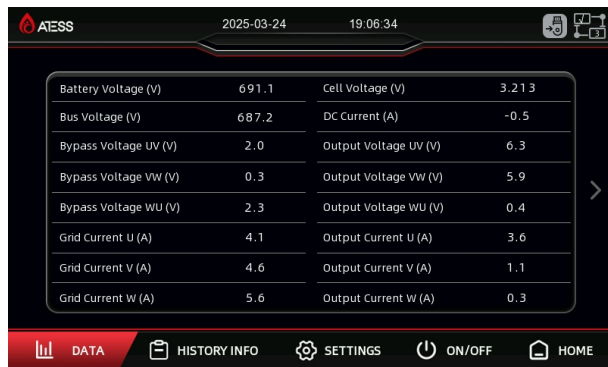 ATESS 2025-03-24 19:06:34
3
Battery Voltage (V) 691.1 Cell Voltage (V) 3.213
Bus Voltage (V) 687.2 DC Current (A) -0.5
Bypass Voltage UV (V) 2.0 Output Voltage UV (V) 6.3
Bypass Voltage VW (V) 0.3 Output Voltage VW (V) 5.9
Bypass Voltage WU (V) 2.3 Output Voltage WU (V) 0.4
Grid Current U (A) 4.1 Output Current U (A) 3.6
Grid Current V (A) 4.6 Output Current V (A) 1.1
Grid Current W (A) 5.6 Output Current W (A) 0.3
DATA HISTORY INFO SETTINGS ON/OFF HOME